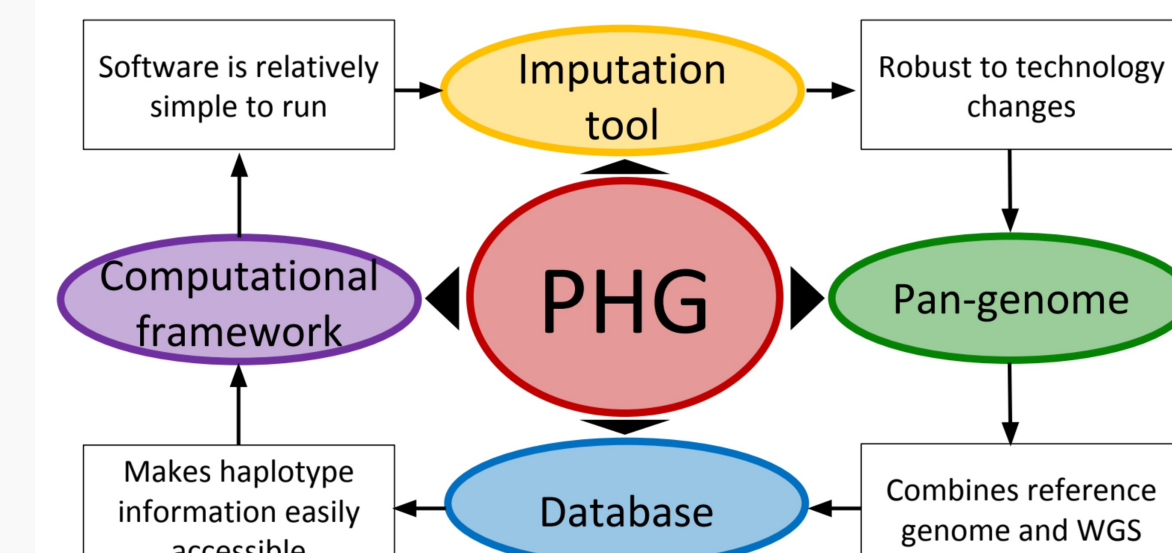 Software is relatively
simple to run
Imputation
tool
Robust to technology
changes
Computational
framework
PHG
Pan-genome
Makes haplotype
information easily
accessible
Database
Combines reference
genome and WGS